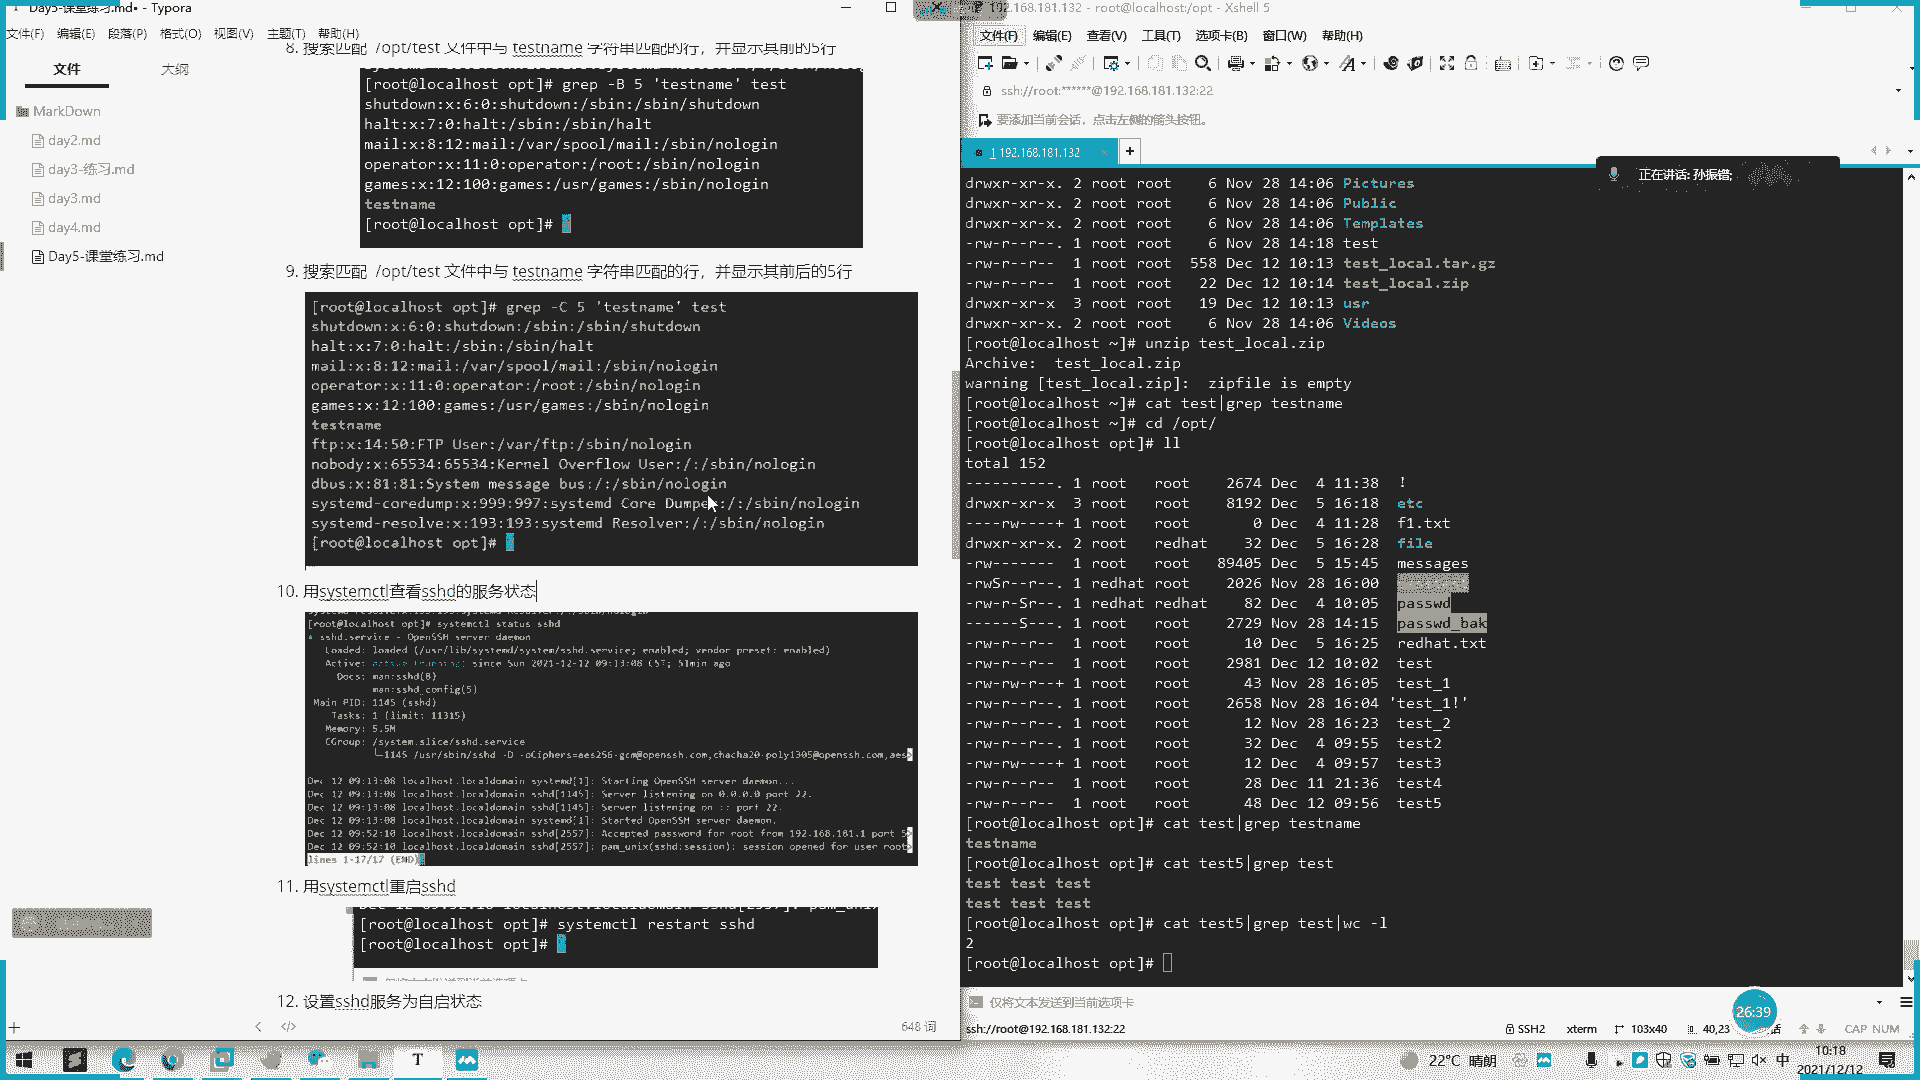 Day5-课堂练习.md• - Typora
文件(F) 编辑(E) 段落(P) 格式(O) 视图(V) 主题(T) 帮助(H)
文件 大纲
MarkDown
day2.md
day3-练习.md
day3.md
day4.md
Day5-课堂练习.md
8. 搜索匹配 /opt/test 文件中与 testname 字符串匹配的行，并显示其前的5行
[root@localhost opt]# grep -B 5 'testname' test
shutdown:x:6:0:shutdown:/sbin:/sbin/shutdown
halt:x:7:0:halt:/sbin:/sbin/halt
mail:x:8:12:mail:/var/spool/mail:/sbin/nologin
operator:x:11:0:operator:/root:/sbin/nologin
games:x:12:100:games:/usr/games:/sbin/nologin
testname
[root@localhost opt]#
9. 搜索匹配 /opt/test 文件中与 testname 字符串匹配的行，并显示其前后的5行
[root@localhost opt]# grep -C 5 'testname' test
shutdown:x:6:0:shutdown:/sbin:/sbin/shutdown
halt:x:7:0:halt:/sbin:/sbin/halt
mail:x:8:12:mail:/var/spool/mail:/sbin/nologin
operator:x:11:0:operator:/root:/sbin/nologin
games:x:12:100:games:/usr/games:/sbin/nologin
testname
ftp:x:14:50:FTP User:/var/ftp:/sbin/nologin
nobody:x:65534:65534:Kernel Overflow User:/:/sbin/nologin
dbus:x:81:81:System message bus:/:/sbin/nologin
systemd-coredump:x:999:997:systemd Core Dumper:/:/sbin/nologin
systemd-resolve:x:193:193:systemd Resolver:/:/sbin/nologin
[root@localhost opt]#
10. 用systemctl查看sshd的服务状态
[root@localhost opt]# systemctl status sshd
sshd.service - OpenSSH server daemon
Loaded: loaded (/usr/lib/systemd/system/sshd.service; enabled; vendor preset: enabled)
Active: active (running) since Sun 2021-12-12 09:13:08 CST; 51min ago
Docs: man:sshd(8)
man:sshd_config(5)
Main PID: 1145 (sshd)
Tasks: 1 (limit: 11315)
Memory: 5.5M
CGroup: /system.slice/sshd.service
└─1145 /usr/sbin/sshd -D -oCiphers=aes256-gcm@openssh.com,chacha20-poly1305@openssh.com,aes
Dec 12 09:13:08 localhost.localdomain systemd[1]: Starting OpenSSH server daemon...
Dec 12 09:13:08 localhost.localdomain sshd[1145]: Server listening on 0.0.0.0 port 22.
Dec 12 09:13:08 localhost.localdomain sshd[1145]: Server listening on :: port 22.
Dec 12 09:13:08 localhost.localdomain systemd[1]: Started OpenSSH server daemon.
Dec 12 09:52:10 localhost.localdomain sshd[2557]: Accepted password for root from 192.168.181.1 port 5
Dec 12 09:52:10 localhost.localdomain sshd[2557]: pam_unix(sshd:session): session opened for user root
lines 1-17/17 (END)
11. 用systemctl重启sshd
[root@localhost opt]# systemctl restart sshd
[root@localhost opt]#
12. 设置sshd服务为自启状态
648 词
192.168.181.132 - root@localhost:/opt - Xshell 5
文件(F) 编辑(E) 查看(V) 工具(T) 选项卡(B) 窗口(W) 帮助(H)
ssh://root:******@192.168.181.132:22
要添加当前会话，点击左侧的箭头按钮。
1 192.168.181.132
正在讲话: 孙振锴;
drwxr-xr-x. 2 root root 6 Nov 28 14:06 Pictures
drwxr-xr-x. 2 root root 6 Nov 28 14:06 Public
drwxr-xr-x. 2 root root 6 Nov 28 14:06 Templates
-rw-r--r--. 1 root root 6 Nov 28 14:18 test
-rw-r--r-- 1 root root 558 Dec 12 10:13 test_local.tar.gz
-rw-r--r-- 1 root root 22 Dec 12 10:14 test_local.zip
drwxr-xr-x 3 root root 19 Dec 12 10:13 usr
drwxr-xr-x. 2 root root 6 Nov 28 14:06 Videos
[root@localhost ~]# unzip test_local.zip
Archive: test_local.zip
warning [test_local.zip]: zipfile is empty
[root@localhost ~]# cat test|grep testname
[root@localhost ~]# cd /opt/
[root@localhost opt]# ll
total 152
----------. 1 root root 2674 Dec 4 11:38 !
drwxr-xr-x 3 root root 8192 Dec 5 16:18 etc
----rw----+ 1 root root 0 Dec 4 11:28 f1.txt
drwxr-xr-x. 2 root redhat 32 Dec 5 16:28 file
-rw------- 1 root root 89405 Dec 5 15:45 messages
-rwSr--r--. 1 redhat root 2026 Nov 28 16:00
-rw-r-Sr--. 1 redhat redhat 82 Dec 4 10:05 passwd
------S---. 1 root root 2729 Nov 28 14:15 passwd_bak
-rw-r--r--. 1 root root 10 Dec 5 16:25 redhat.txt
-rw-r--r-- 1 root root 2981 Dec 12 10:02 test
-rw-rw-r--+ 1 root root 43 Nov 28 16:05 test_1
-rw-r--r--. 1 root root 2658 Nov 28 16:04 'test_1!'
-rw-r--r--. 1 root root 12 Nov 28 16:23 test_2
-rw-r--r--. 1 root root 32 Dec 4 09:55 test2
-rw-rw----+ 1 root root 12 Dec 4 09:57 test3
-rw-r--r-- 1 root root 28 Dec 11 21:36 test4
-rw-r--r-- 1 root root 48 Dec 12 09:56 test5
[root@localhost opt]# cat test|grep testname
testname
[root@localhost opt]# cat test5|grep test
test test test
test test test
[root@localhost opt]# cat test5|grep test|wc -l
2
[root@localhost opt]#
仅将文本发送到当前选项卡
26:39
ssh://root@192.168.181.132:22
SSH2 xterm 103x40 40,23 CAP NUM
22°C 晴朗
中
10:18
2021/12/12